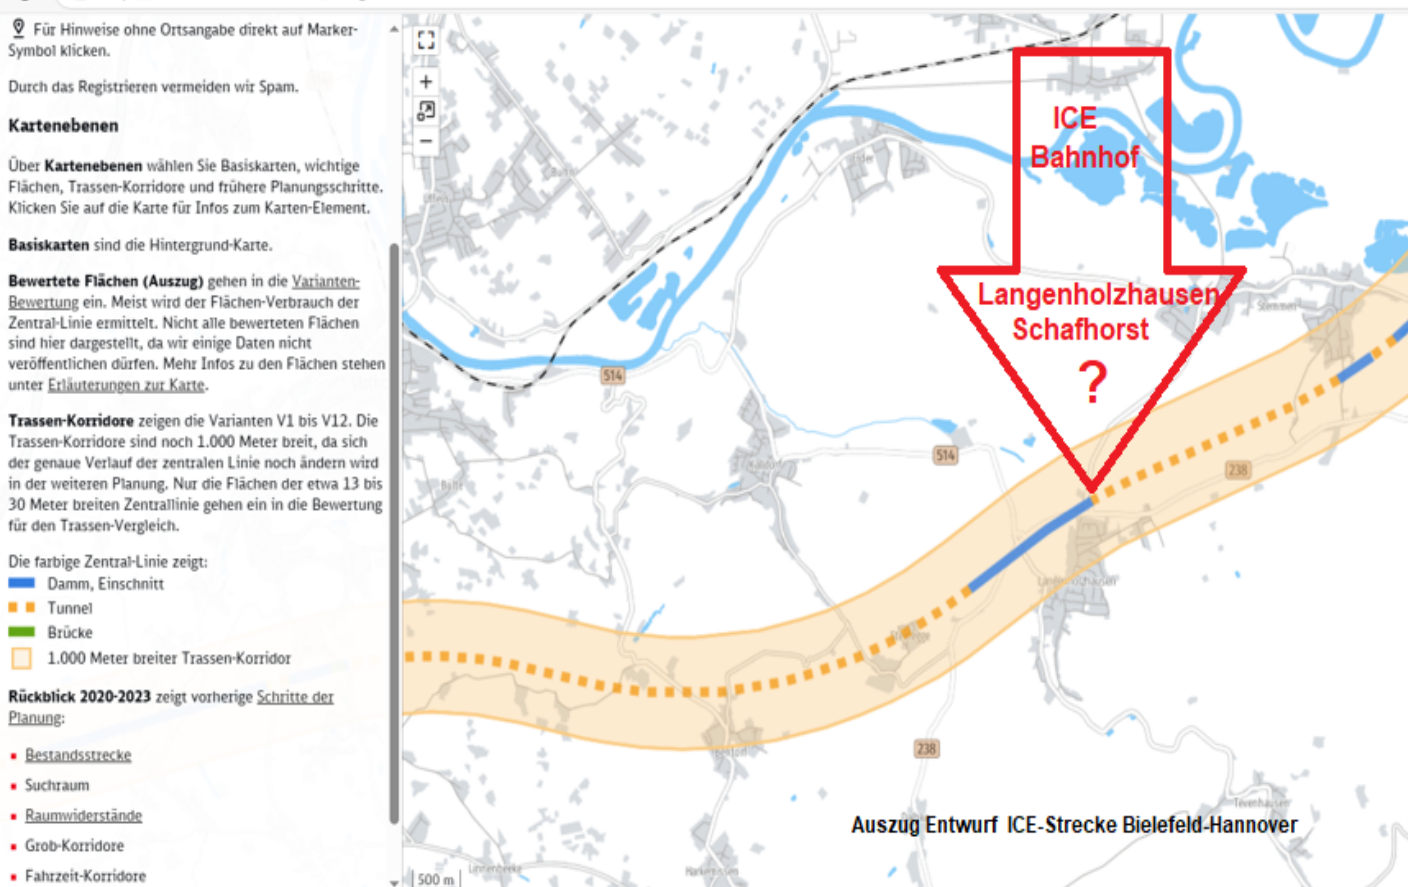 Für Hinweise ohne Ortsangabe direkt auf Marker-
Symbol klicken.
Durch das Registrieren vermeiden wir Spam.
Kartenebenen
Über Kartenebenen wählen Sie Basiskarten, wichtige
Flächen, Trassen-Korridore und frühere Planungsschritte.
Klicken Sie auf die Karte für Infos zum Karten-Element.
Basiskarten sind die Hintergrund-Karte.
Bewertete Flächen (Auszug) gehen in die Varianten-
Bewertung ein. Meist wird der Flächen-Verbrauch der
Zentral-Linie ermittelt. Nicht alle bewerteten Flächen
sind hier dargestellt, da wir einige Daten nicht
veröffentlichen dürfen. Mehr Infos zu den Flächen stehen
unter Erläuterungen zur Karte.
Trassen-Korridore zeigen die Varianten V1 bis V12. Die
Trassen-Korridore sind noch 1.000 Meter breit, da sich
der genaue Verlauf der zentralen Linie noch ändern wird
in der weiteren Planung. Nur die Flächen der etwa 13 bis
30 Meter breiten Zentrallinie gehen ein in die Bewertung
für den Trassen-Vergleich.
Die farbige Zentral-Linie zeigt:
Damm, Einschnitt
Tunnel
Brücke
1.000 Meter breiter Trassen-Korridor
Rückblick 2020-2023 zeigt vorherige Schritte der
Planung:
Bestandsstrecke
Suchraum
Raumwiderstände
Grob-Korridore
Fahrzeit-Korridore
ICE
Bahnhof
Langenholzhausen
Schafhorst
?
Stemmen
514
Kalldorf
514
238
Langenholzhausen
238
Tevenhausen
Auszug Entwurf ICE-Strecke Bielefeld-Hannover
500 m